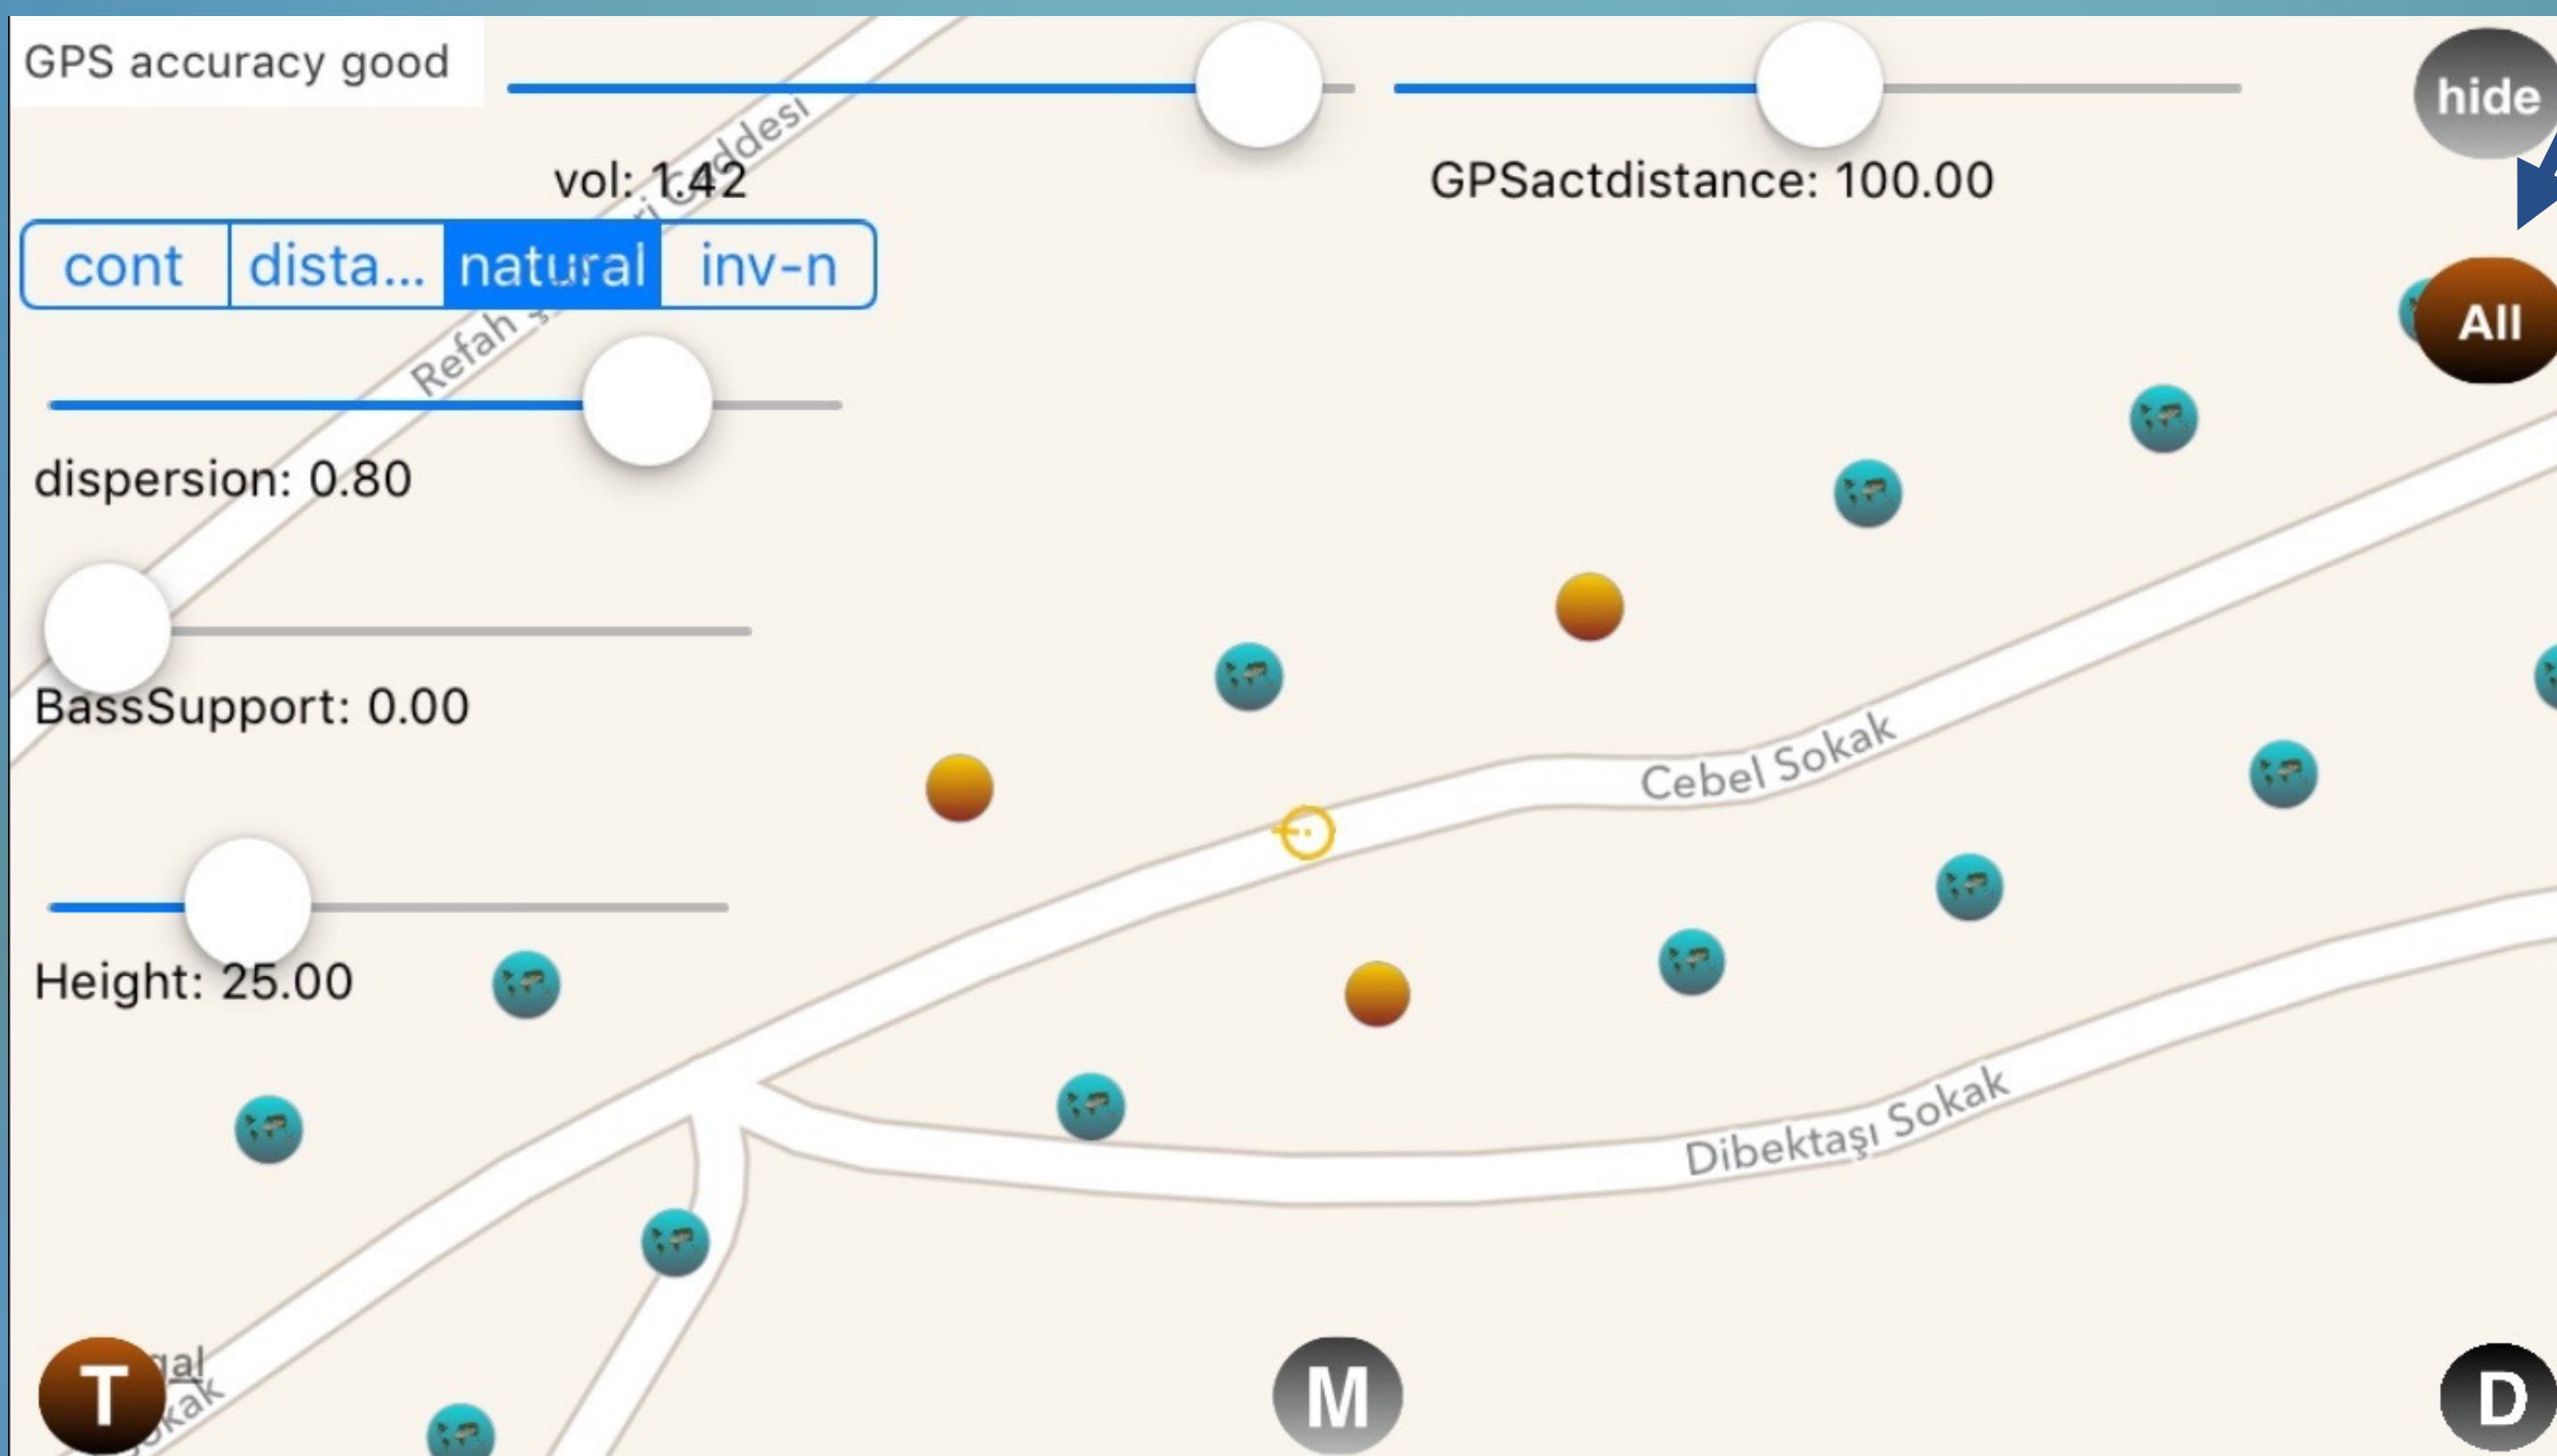 GPS accuracy good
hide
vol: 1.42
GPSactdistance: 100.00
Caddesi
cont dista... natural inv-n
All
Refah
dispersion: 0.80
BassSupport: 0.00
Cebel Sokak
Height: 25.00
Dibektaşı Sokak
T
M
D